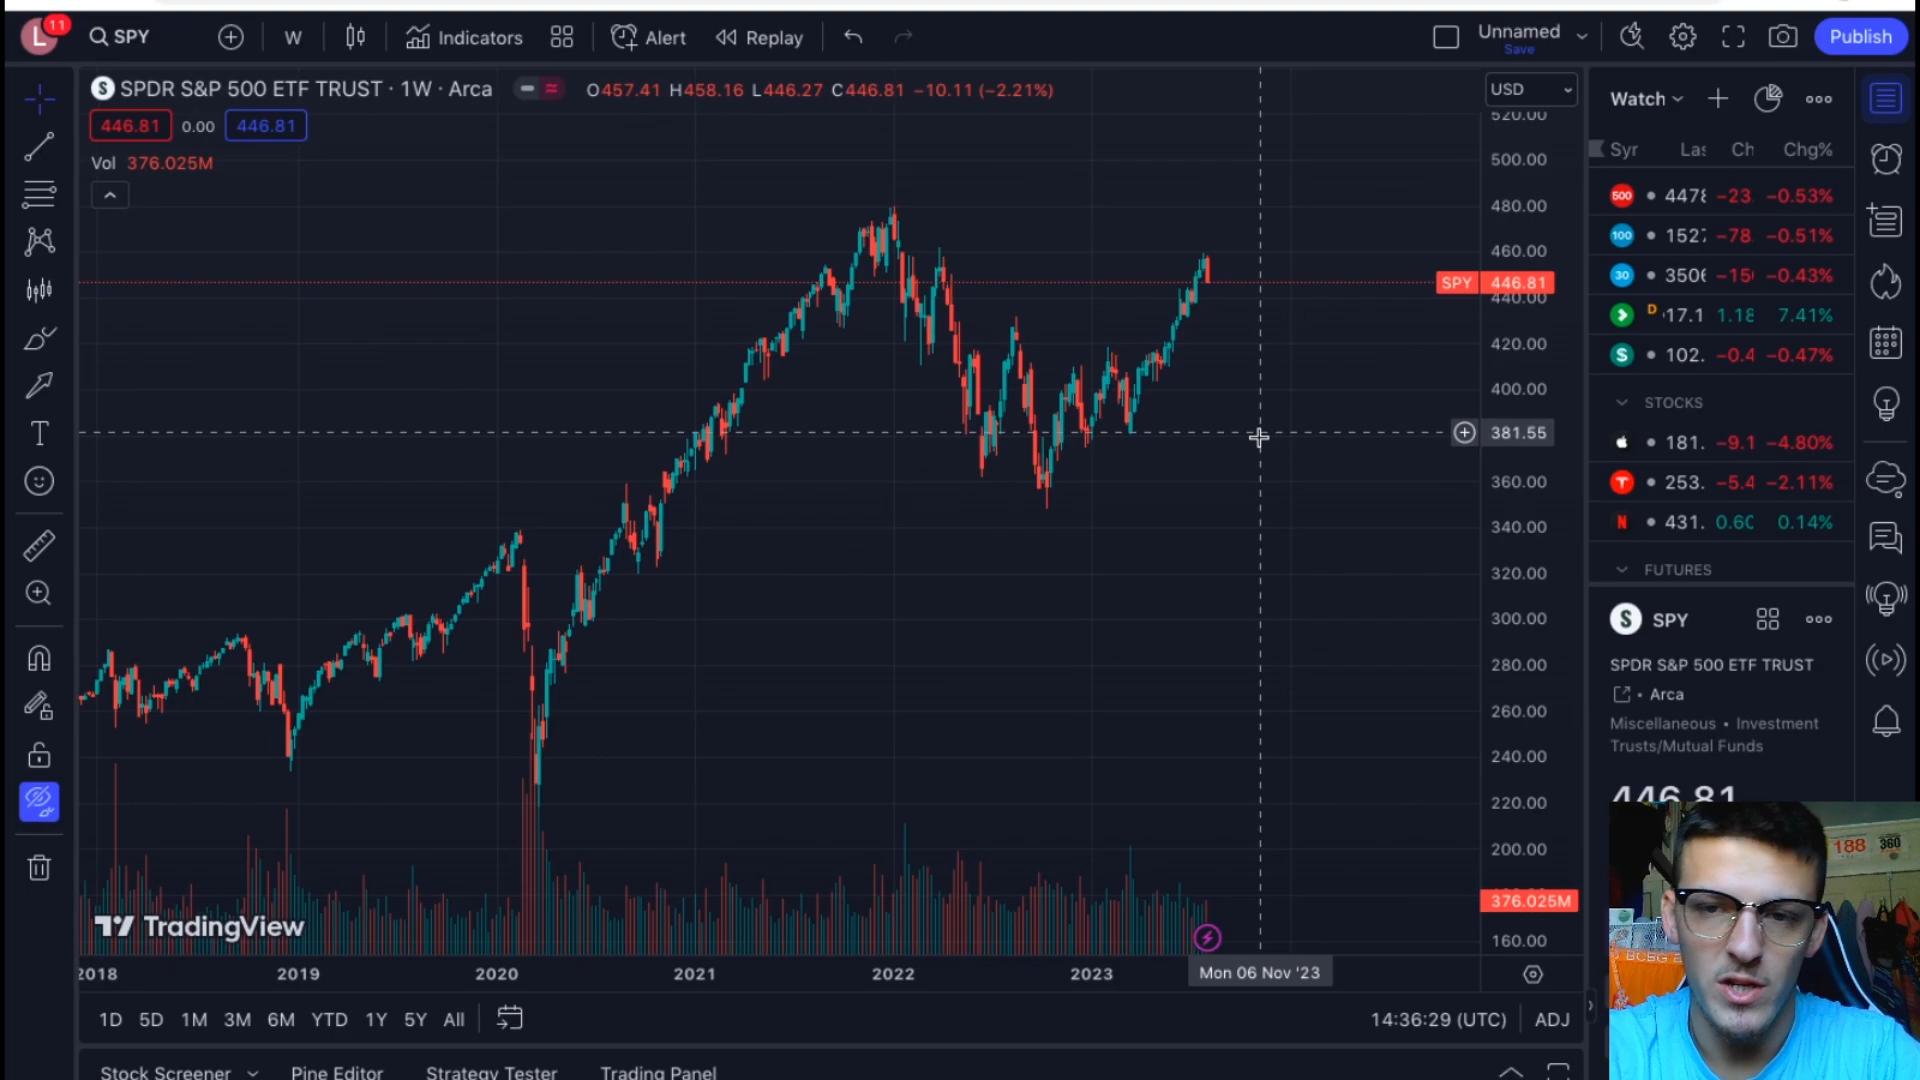 L 11 SPY W Indicators Alert Replay Unnamed Save Publish
S SPDR S&P 500 ETF TRUST · 1W · Arca O457.41 H458.16 L446.27 C446.81 −10.11 (−2.21%)
446.81 0.00 446.81
Vol 376.025M
USD
520.00
500.00
480.00
460.00
SPY 446.81
440.00
420.00
400.00
381.55
360.00
340.00
320.00
300.00
280.00
260.00
240.00
220.00
200.00
376.025M
160.00
TradingView
2018 2019 2020 2021 2022 2023 Mon 06 Nov '23
1D 5D 1M 3M 6M YTD 1Y 5Y All 14:36:29 (UTC) ADJ
Stock Screener Pine Editor Strategy Tester Trading Panel
Watch
Syr Las Ch Chg%
500 4478 −23. −0.53%
100 1527 −78. −0.51%
30 3506 −150 −0.43%
D 17.1 1.18 7.41%
S 102. −0.4 −0.47%
STOCKS
181. −9.1 −4.80%
253. −5.4 −2.11%
N 431. 0.60 0.14%
FUTURES
S SPY
SPDR S&P 500 ETF TRUST
• Arca
Miscellaneous • Investment
Trusts/Mutual Funds
446.81
188 360